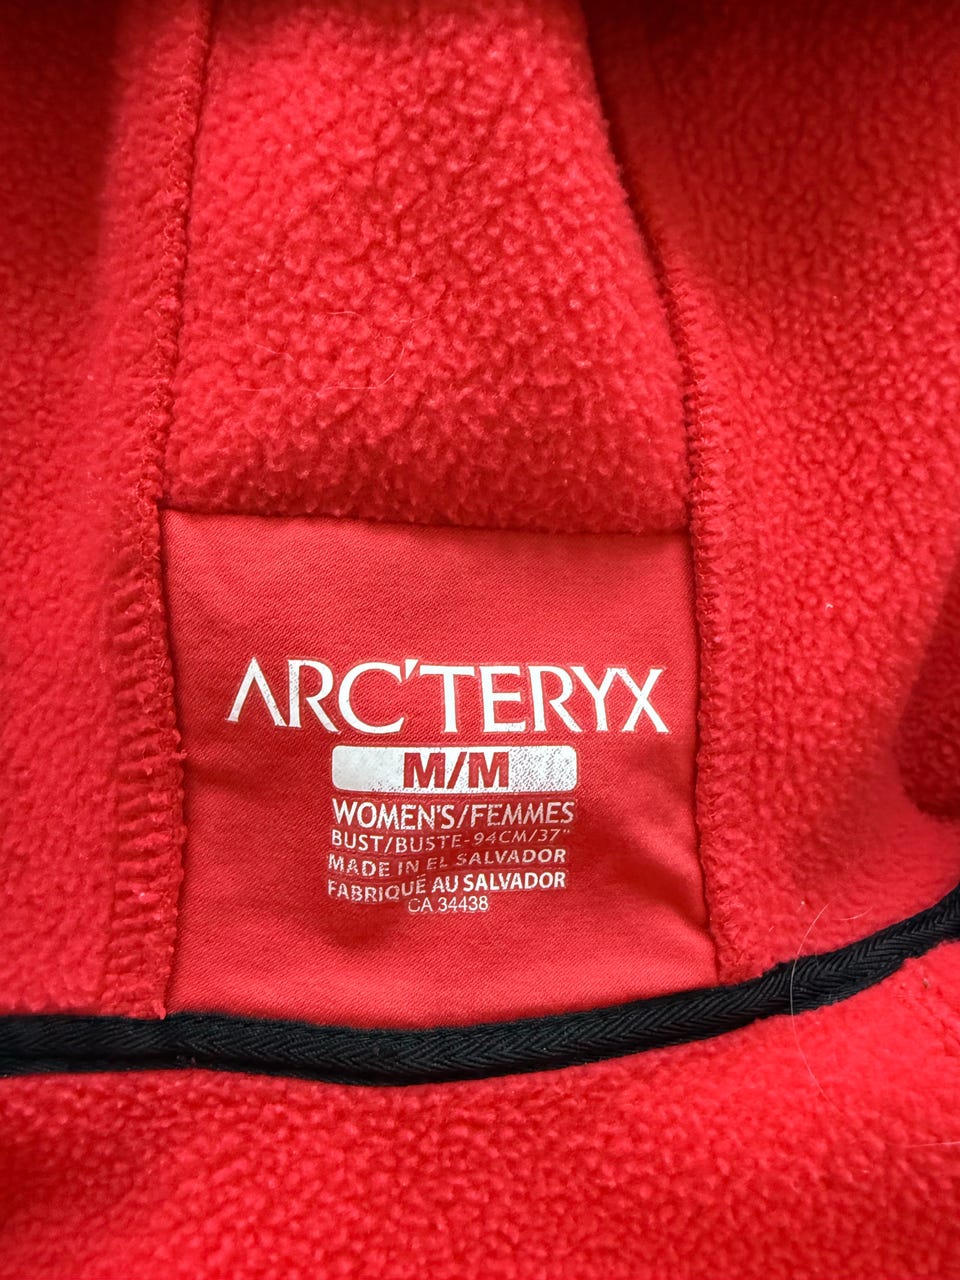 ARC'TERYX
M/M
WOMEN'S/FEMMES
BUST/BUSTE-94CM/37"
MADE IN EL SALVADOR
FABRIQUÉ AU SALVADOR
CA 34438